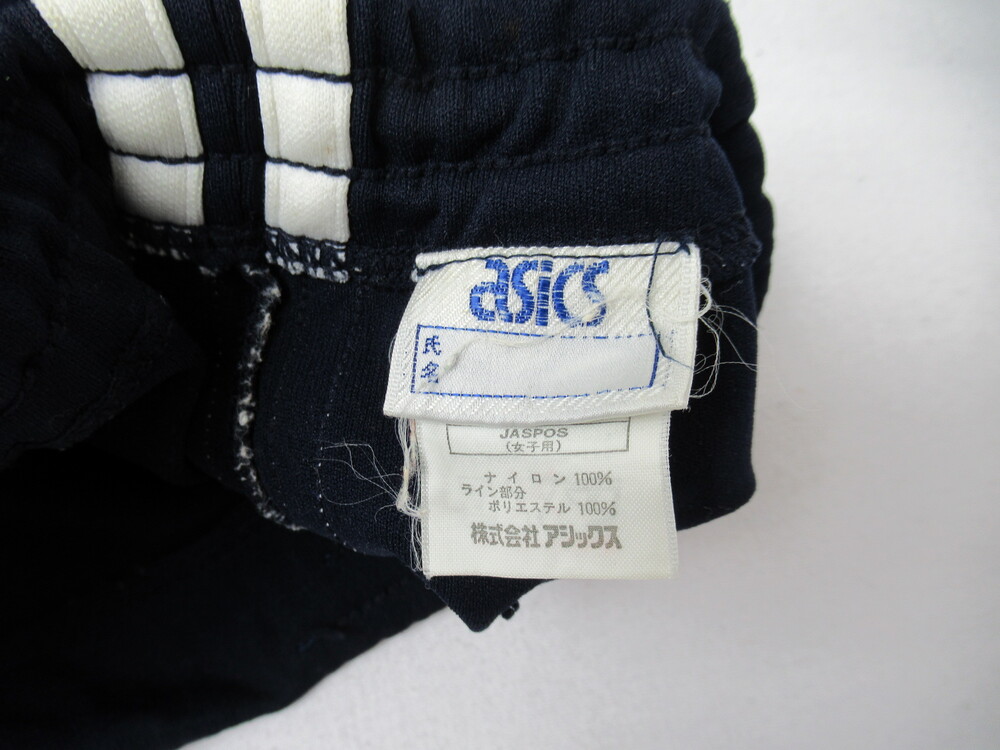 asics
氏名
JASPOS
(女子用)
ナイロン 100%
ライン部分
ポリエステル 100%
株式会社アシックス